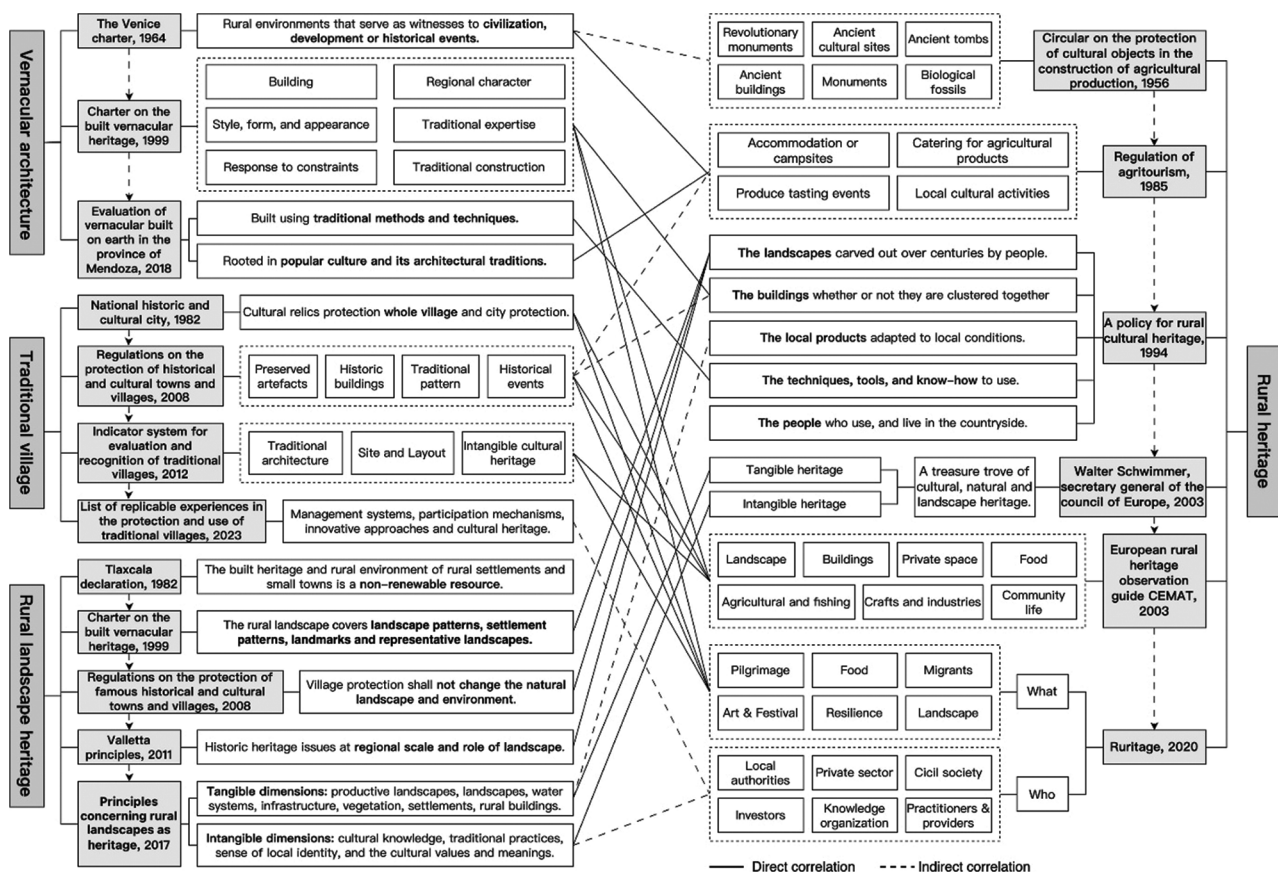 Vernacular architecture
The Venice
charter, 1964
Rural environments that serve as witnesses to civilization,
development or historical events.
Charter on the
built vernacular
heritage, 1999
Building
Regional character
Style, form, and appearance
Traditional expertise
Response to constraints
Traditional construction
Evaluation of
vernacular built
on earth in the
province of
Mendoza, 2018
Built using traditional methods and techniques.
Rooted in popular culture and its architectural traditions.
Traditional village
National historic and
cultural city, 1982
Cultural relics protection whole village and city protection.
Regulations on the
protection of historical
and cultural towns and
villages, 2008
Preserved
artefacts
Historic
buildings
Traditional
pattern
Historical
events
Indicator system for
evaluation and
recognition of traditional
villages, 2012
Traditional
architecture
Site and Layout
Intangible cultural
heritage
List of replicable experiences in
the protection and use of
traditional villages, 2023
Management systems, participation mechanisms,
innovative approaches and cultural heritage.
Rural landscape heritage
Tlaxcala
declaration, 1982
The built heritage and rural environment of rural settlements and
small towns is a non-renewable resource.
Charter on the
built vernacular
heritage, 1999
The rural landscape covers landscape patterns, settlement
patterns, landmarks and representative landscapes.
Regulations on the protection of
famous historical and cultural
towns and villages, 2008
Village protection shall not change the natural
landscape and environment.
Valletta
principles, 2011
Historic heritage issues at regional scale and role of landscape.
Principles
concerning rural
landscapes as
heritage, 2017
Tangible dimensions: productive landscapes, landscapes, water
systems, infrastructure, vegetation, settlements, rural buildings.
Intangible dimensions: cultural knowledge, traditional practices,
sense of local identity, and the cultural values and meanings.
Revolutionary
monuments
Ancient
cultural sites
Ancient tombs
Ancient
buildings
Monuments
Biological
fossils
Circular on the protection
of cultural objects in the
construction of agricultural
production, 1956
Accommodation or
campsites
Catering for agricultural
products
Produce tasting events
Local cultural activities
Regulation of
agritourism,
1985
The landscapes carved out over centuries by people.
The buildings whether or not they are clustered together
The local products adapted to local conditions.
The techniques, tools, and know-how to use.
The people who use, and live in the countryside.
A policy for rural
cultural heritage,
1994
Tangible heritage
Intangible heritage
A treasure trove of
cultural, natural and
landscape heritage.
Walter Schwimmer,
secretary general of the
council of Europe, 2003
Landscape
Buildings
Private space
Food
Agricultural and fishing
Crafts and industries
Community
life
European rural
heritage
observation
guide CEMAT,
2003
Pilgrimage
Food
Migrants
Art & Festival
Resilience
Landscape
What
Local
authorities
Private sector
Cicil society
Investors
Knowledge
organization
Practitioners &
providers
Who
Ruritage, 2020
Rural heritage
Direct correlation
Indirect correlation